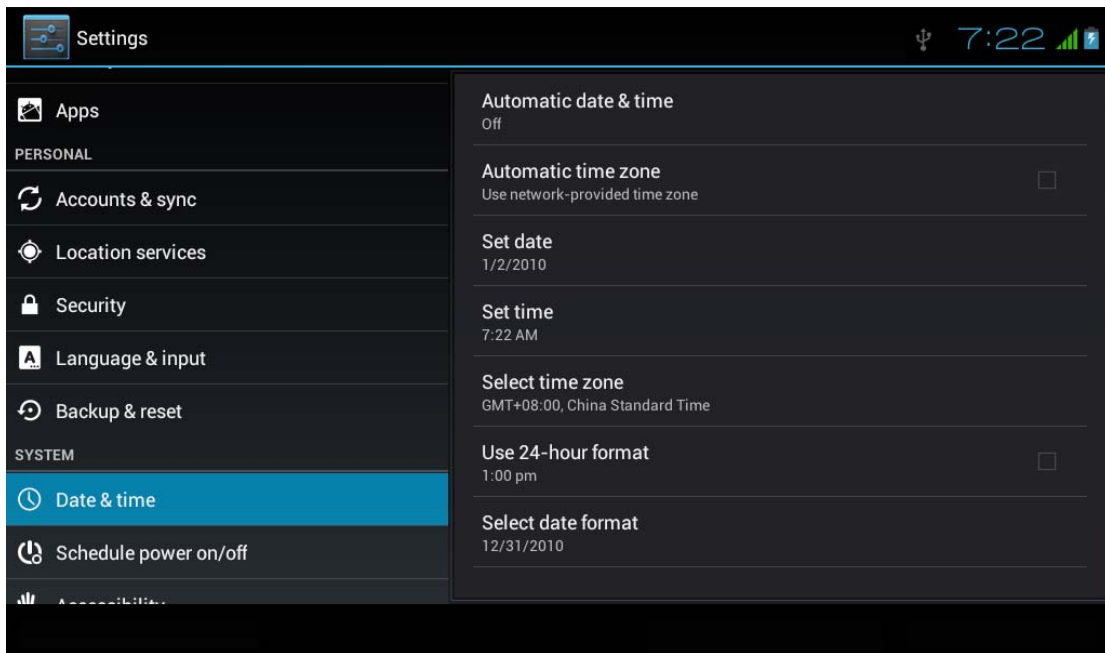 Settings
7:22
Apps
PERSONAL
Accounts & sync
Location services
Security
Language & input
Backup & reset
SYSTEM
Date & time
Schedule power on/off
Automatic date & time
Off
Automatic time zone
Use network-provided time zone
Set date
1/2/2010
Set time
7:22 AM
Select time zone
GMT+08:00, China Standard Time
Use 24-hour format
1:00 pm
Select date format
12/31/2010